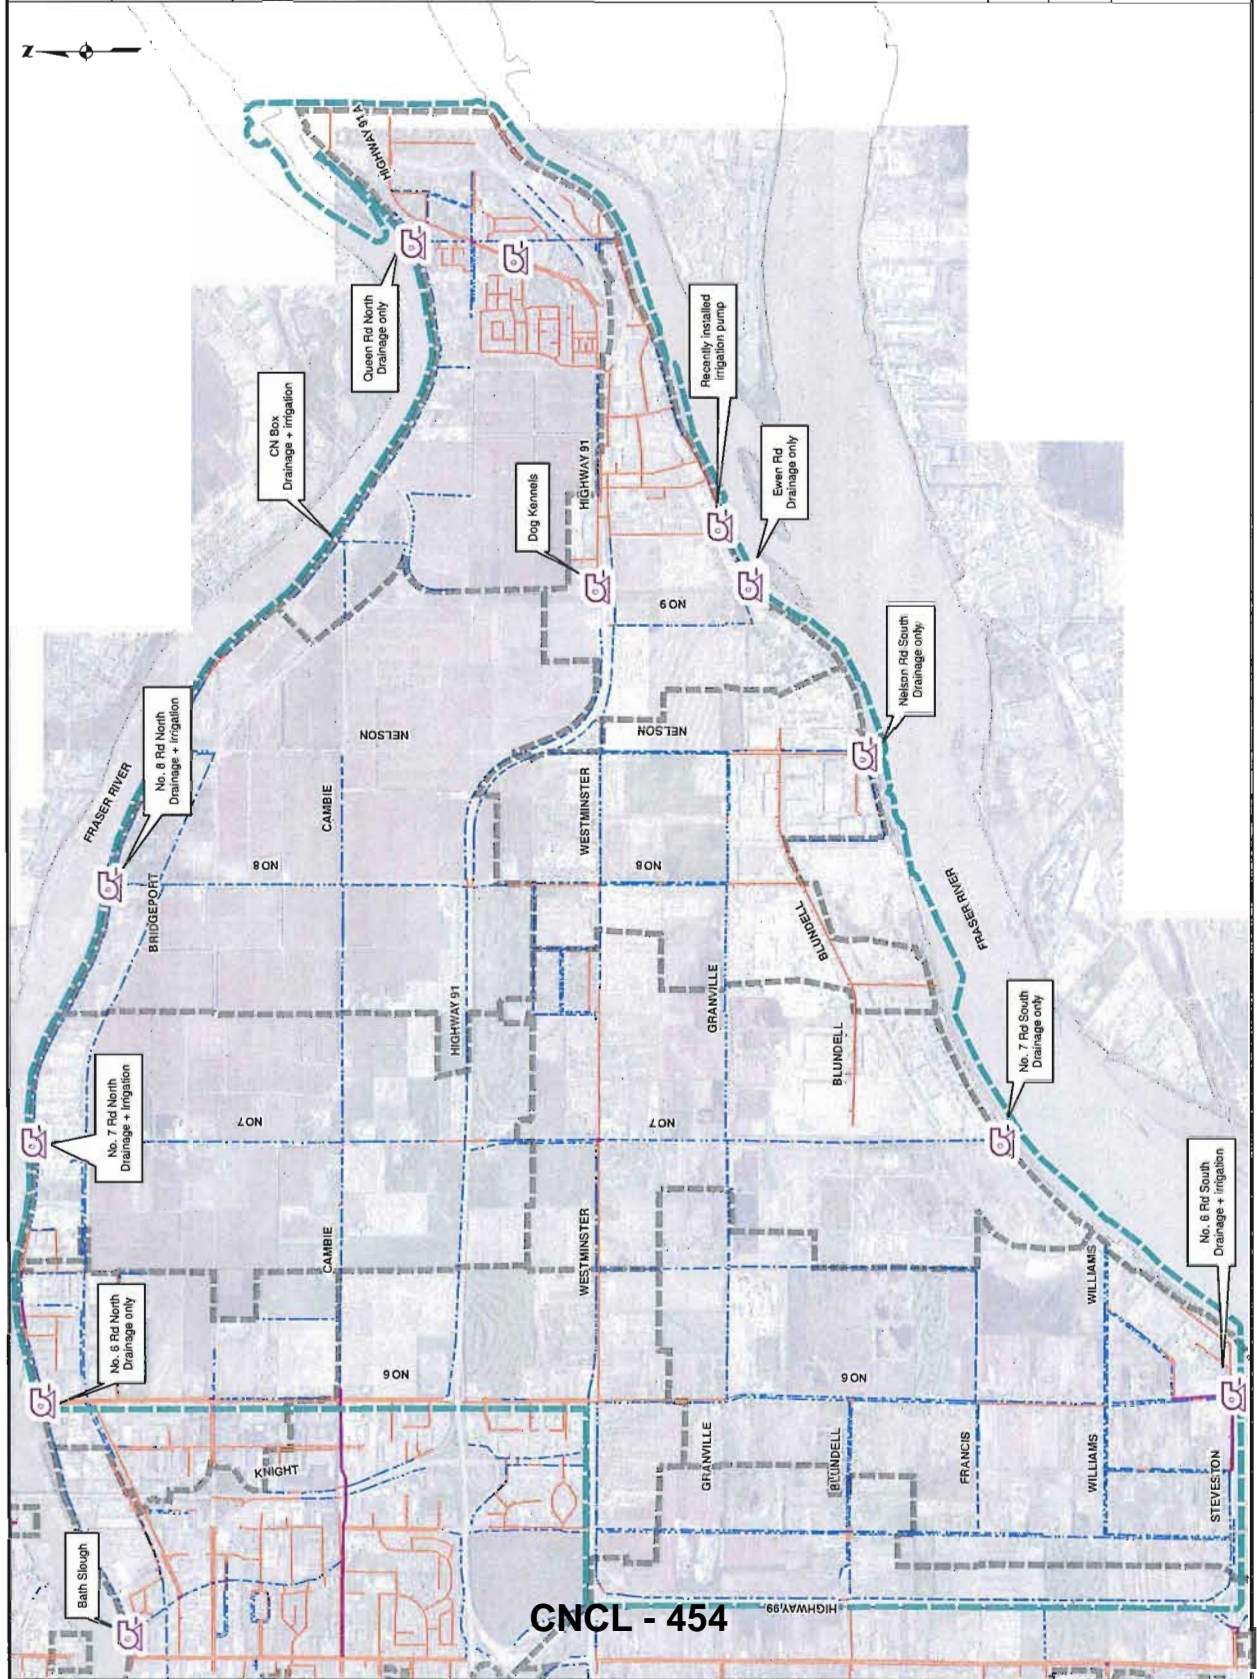 Z
HIGHWAY 91A
Queen Rd North
Drainage only
CN Box
Drainage + irrigation
Recently installed
irrigation pump
Ewen Rd
Drainage only
Dog Kennels
HIGHWAY 91
NO 9
Nelson Rd South
Drainage only
FRASER RIVER
No. 8 Rd North
Drainage + Irrigation
NELSON
NELSON
CAMBIE
WESTMINSTER
NO 8
NO 8
BRIDGEPORT
BLUNDELL
FRASER RIVER
GRANVILLE
HIGHWAY 91
BLUNDELL
No. 7 Rd South
Drainage only
No. 7 Rd North
Drainage + Irrigation
NO 7
NO 7
No. 6 Rd South
Drainage + irrigation
CAMBIE
WESTMINSTER
WILLIAMS
No. 6 Rd North
Drainage only
NO 6
NO 6
KNIGHT
GRANVILLE
BLUNDELL
FRANCIS
WILLIAMS
STEVESTON
Bath Slough
HIGHWAY 99
CNCL - 454